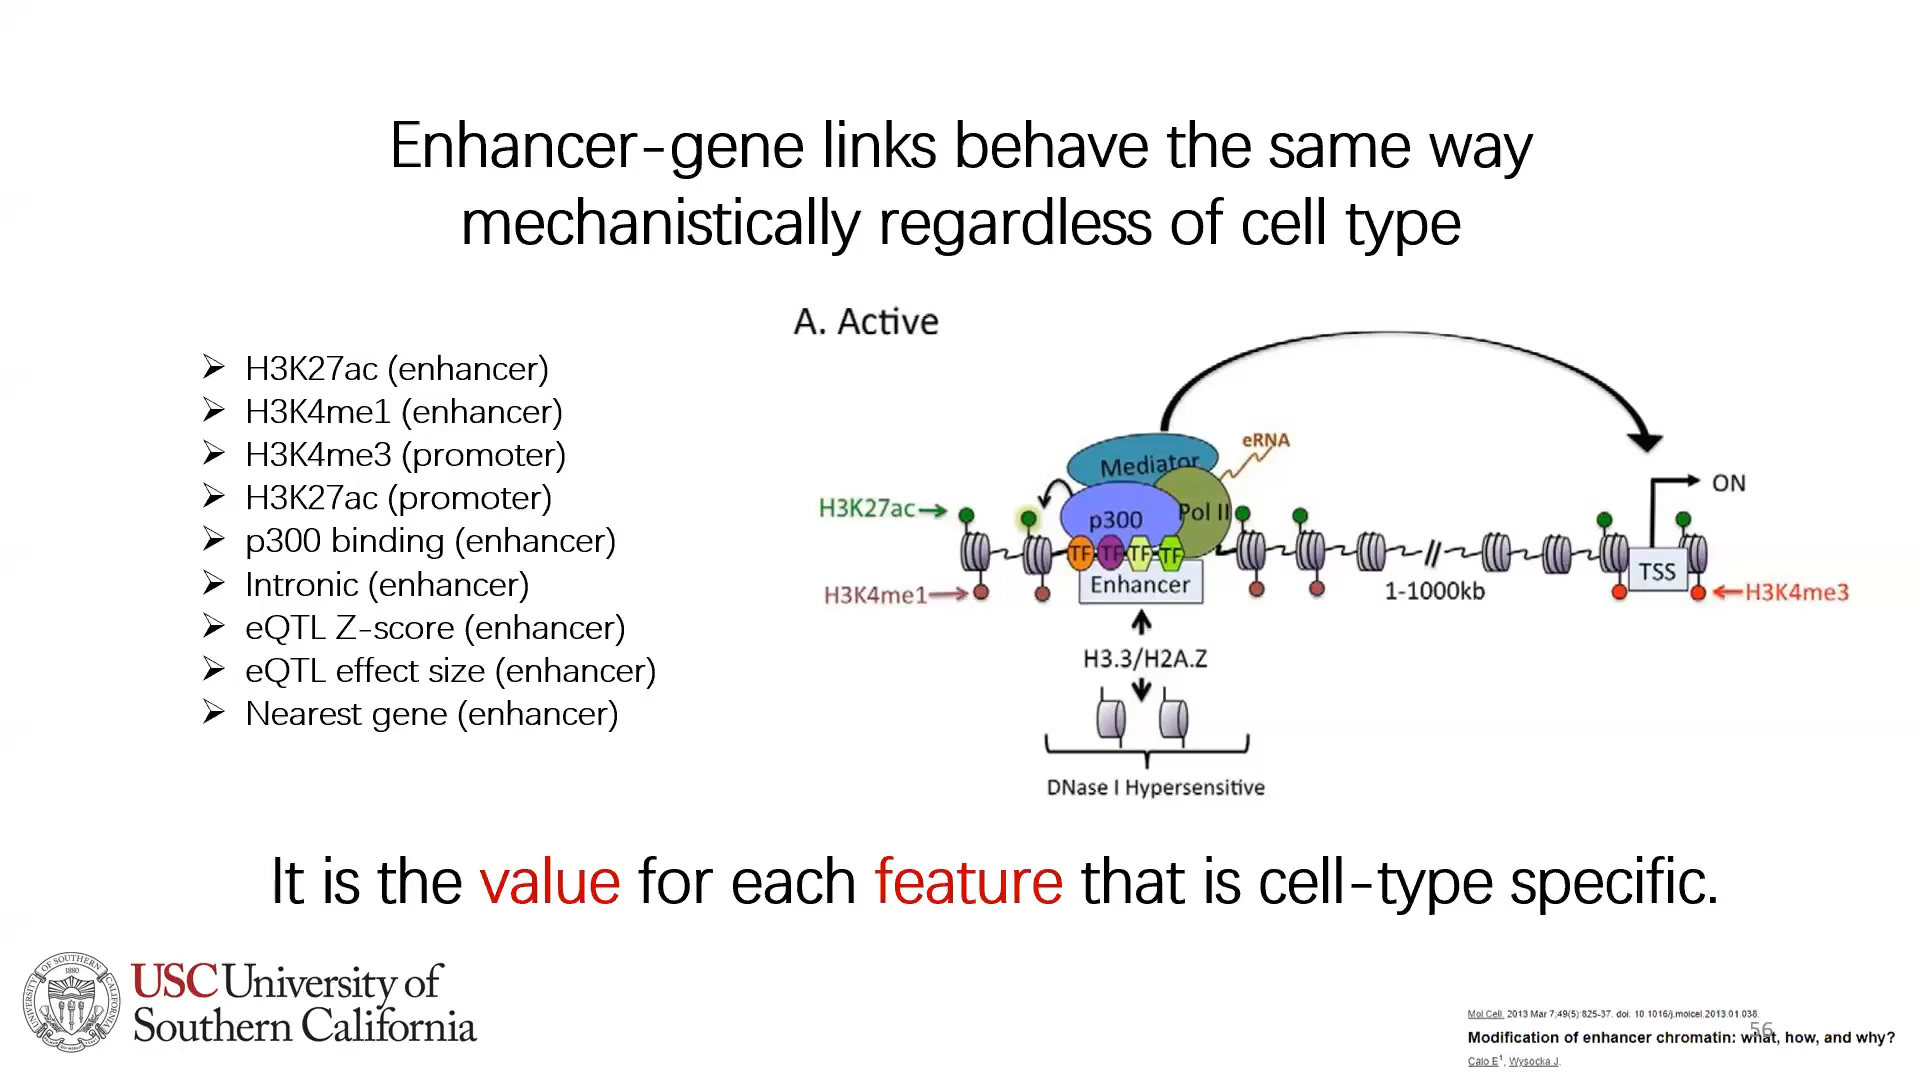 Enhancer-gene links behave the same way
mechanistically regardless of cell type
➢ H3K27ac (enhancer)
➢ H3K4me1 (enhancer)
➢ H3K4me3 (promoter)
➢ H3K27ac (promoter)
➢ p300 binding (enhancer)
➢ Intronic (enhancer)
➢ eQTL Z-score (enhancer)
➢ eQTL effect size (enhancer)
➢ Nearest gene (enhancer)
A. Active
eRNA
Mediator
H3K27ac
p300
Pol II
ON
TF TF TF TF
Enhancer
H3K4me1
1-1000kb
TSS
H3K4me3
H3.3/H2A.Z
DNase I Hypersensitive
It is the value for each feature that is cell-type specific.
UNIVERSITY OF SOUTHERN CALIFORNIA
1880
USC University of
Southern California
Mol Cell. 2013 Mar 7;49(5):825-37. doi: 10.1016/j.molcel.2013.01.038.
56
Modification of enhancer chromatin: what, how, and why?
Calo E1, Wysocka J.